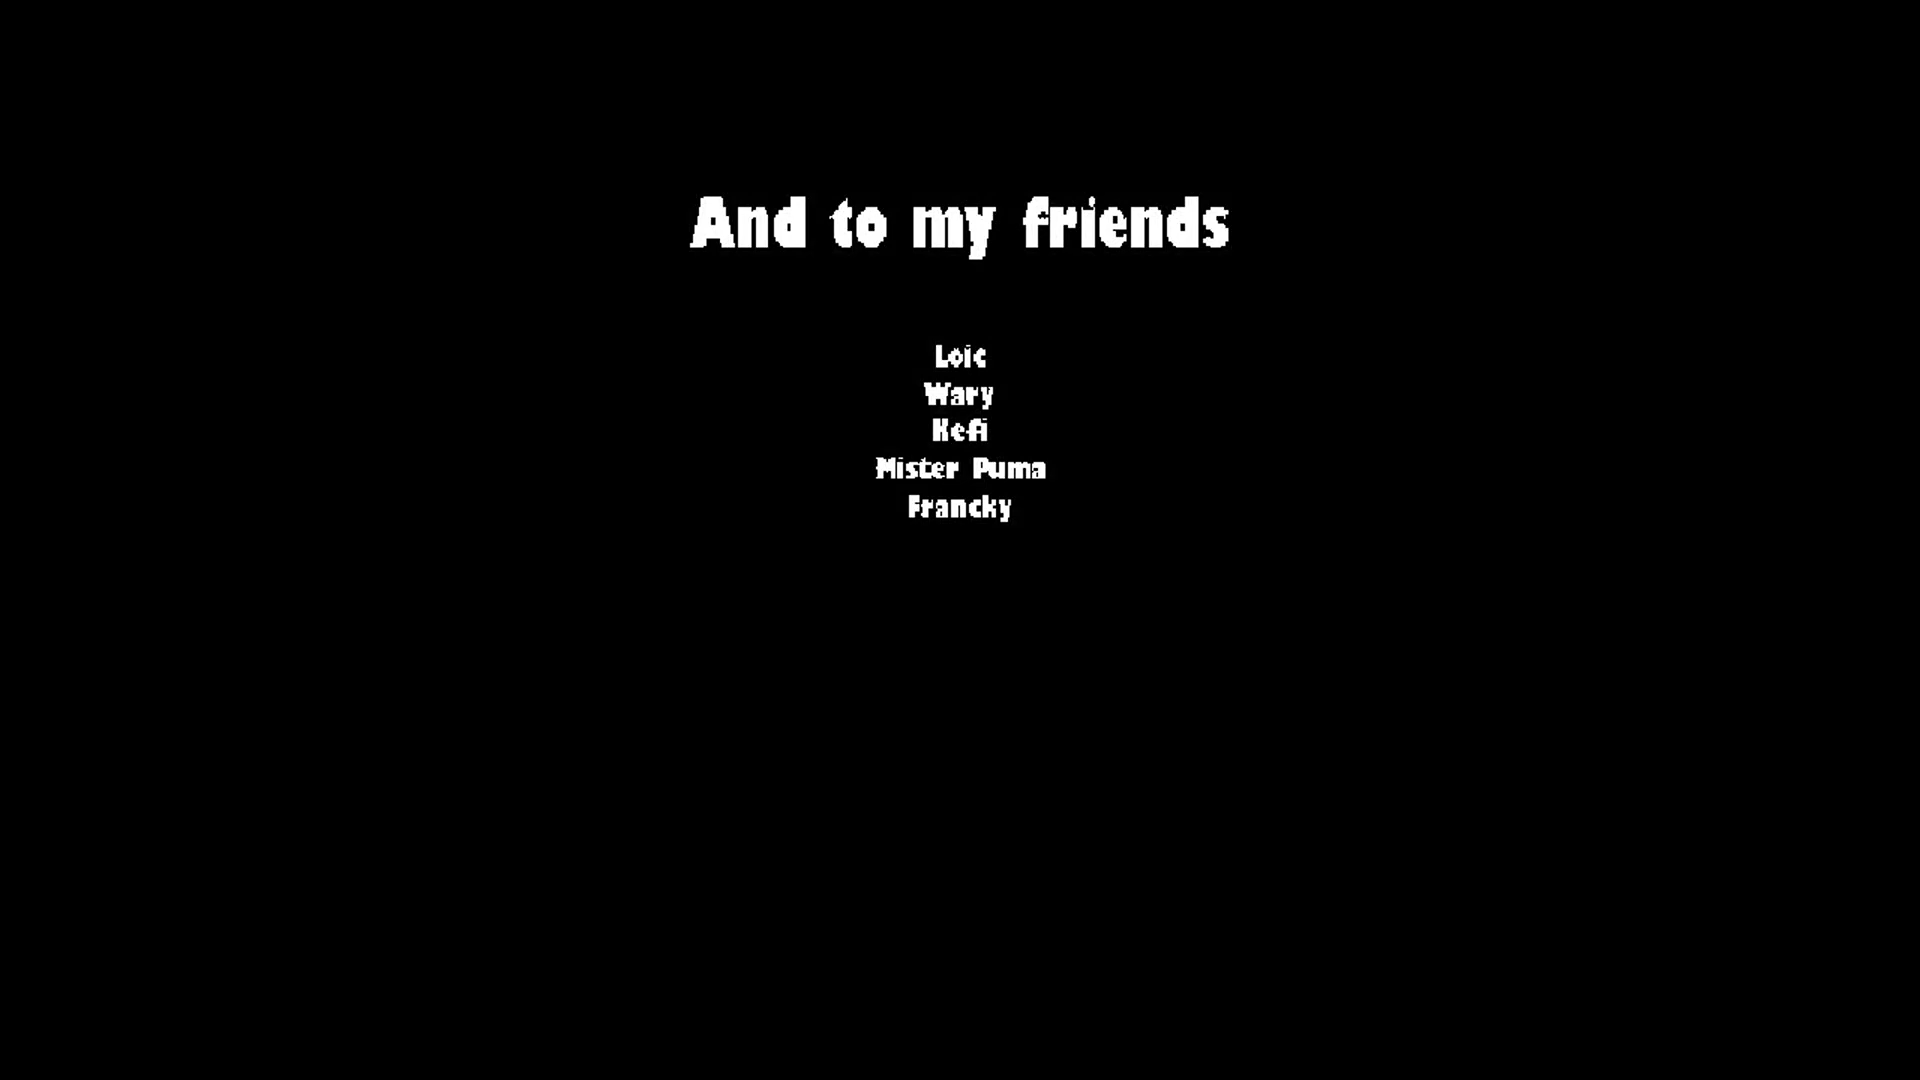 And to my friends
Loic
Wary
Kefi
Mister Puma
Francky